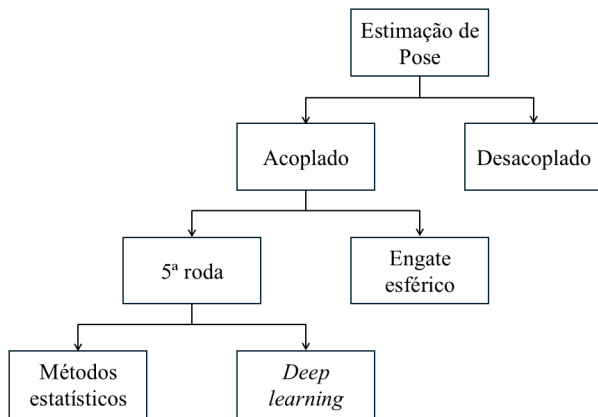 Estimação de
Pose
Acoplado
Desacoplado
5ª roda
Engate
esférico
Métodos
estatísticos
Deep
learning